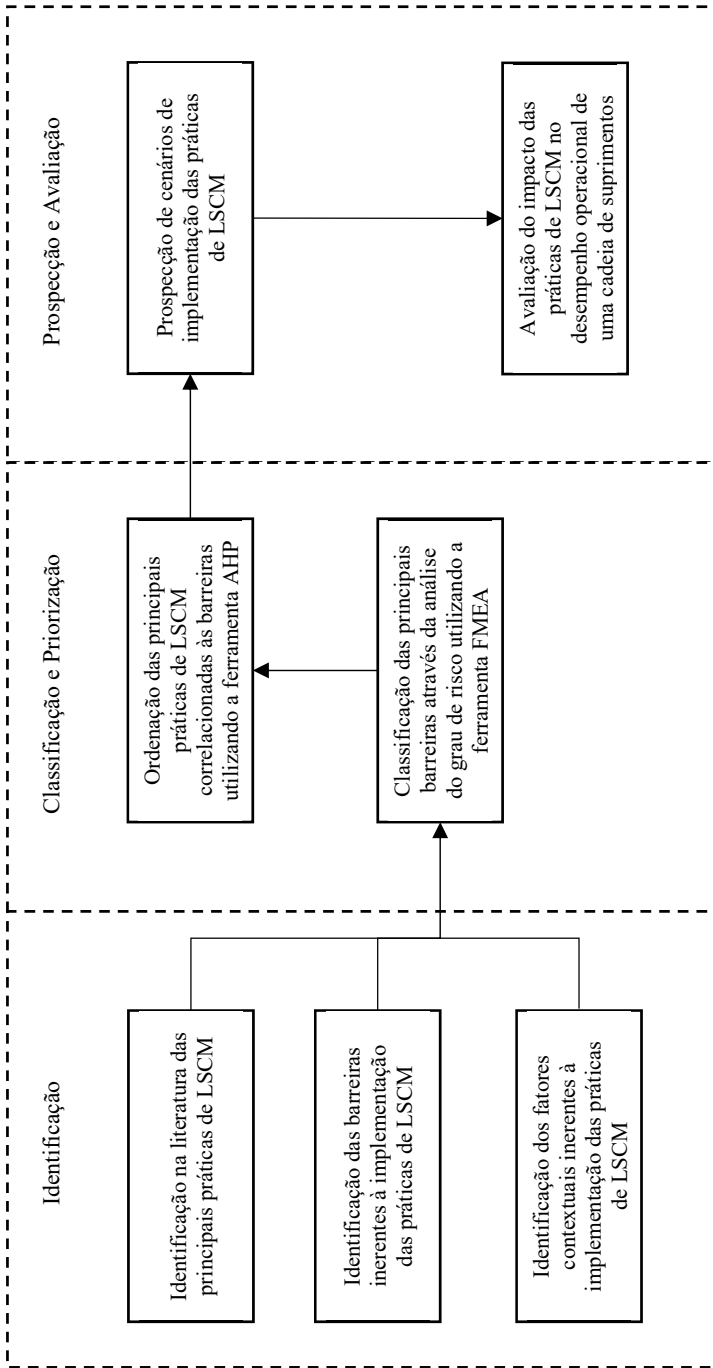 Identificação
Identificação na literatura das
principais práticas de LSCM
Identificação das barreiras
inerentes à implementação
das práticas de LSCM
Identificação dos fatores
contextuais inerentes à
implementação das práticas
de LSCM
Classificação e Priorização
Ordenação das principais
práticas de LSCM
correlacionadas às barreiras
utilizando a ferramenta AHP
Classificação das principais
barreiras através da análise
do grau de risco utilizando a
ferramenta FMEA
Prospecção e Avaliação
Prospecção de cenários de
implementação das práticas
de LSCM
Avaliação do impacto das
práticas de LSCM no
desempenho operacional de
uma cadeia de suprimentos